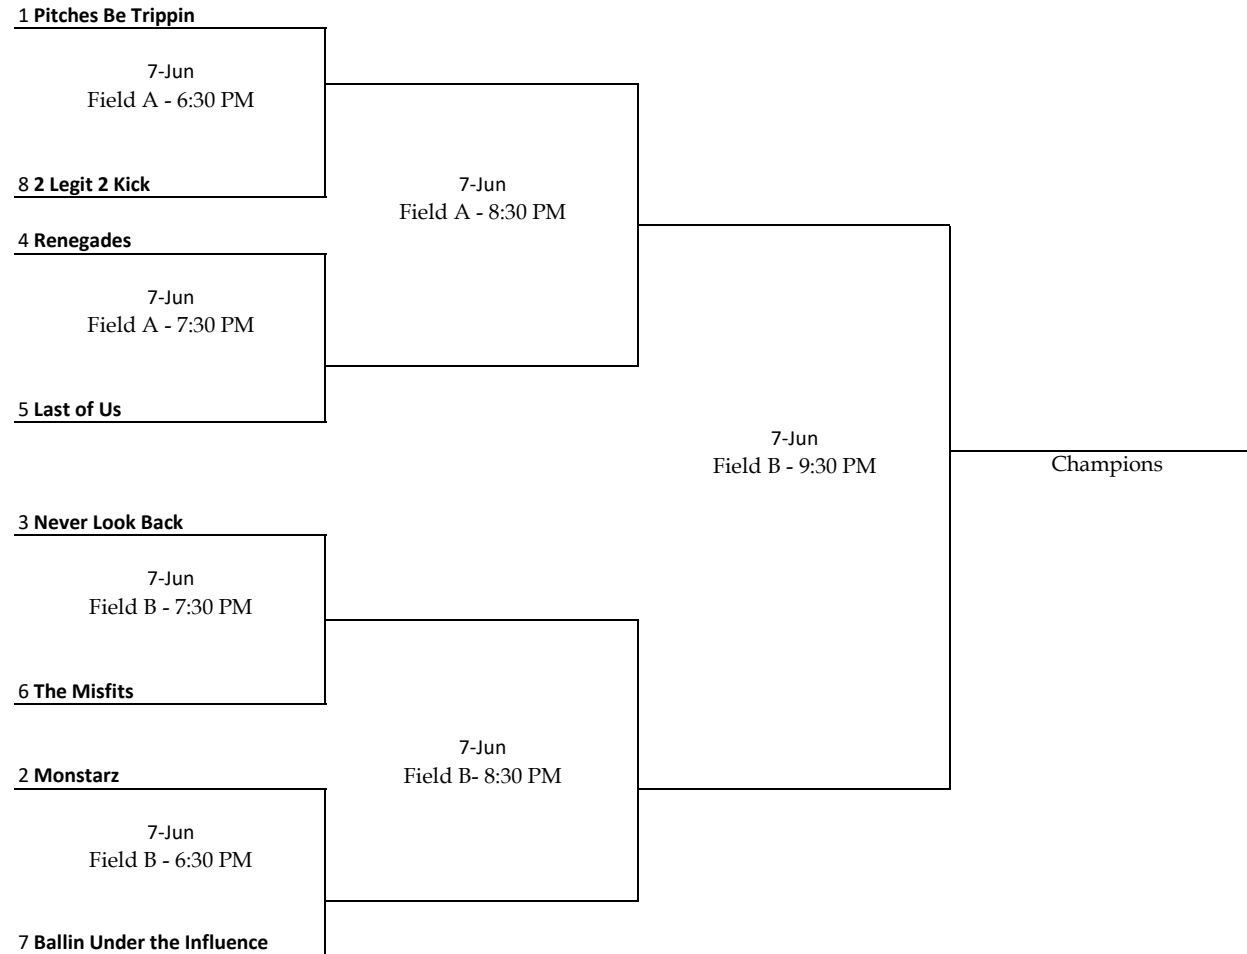 1 Pitches Be Trippin
7-Jun
Field A - 6:30 PM
8 2 Legit 2 Kick
7-Jun
Field A - 8:30 PM
4 Renegades
7-Jun
Field A - 7:30 PM
5 Last of Us
7-Jun
Field B - 9:30 PM
Champions
3 Never Look Back
7-Jun
Field B - 7:30 PM
6 The Misfits
7-Jun
Field B- 8:30 PM
2 Monstarz
7-Jun
Field B - 6:30 PM
7 Ballin Under the Influence